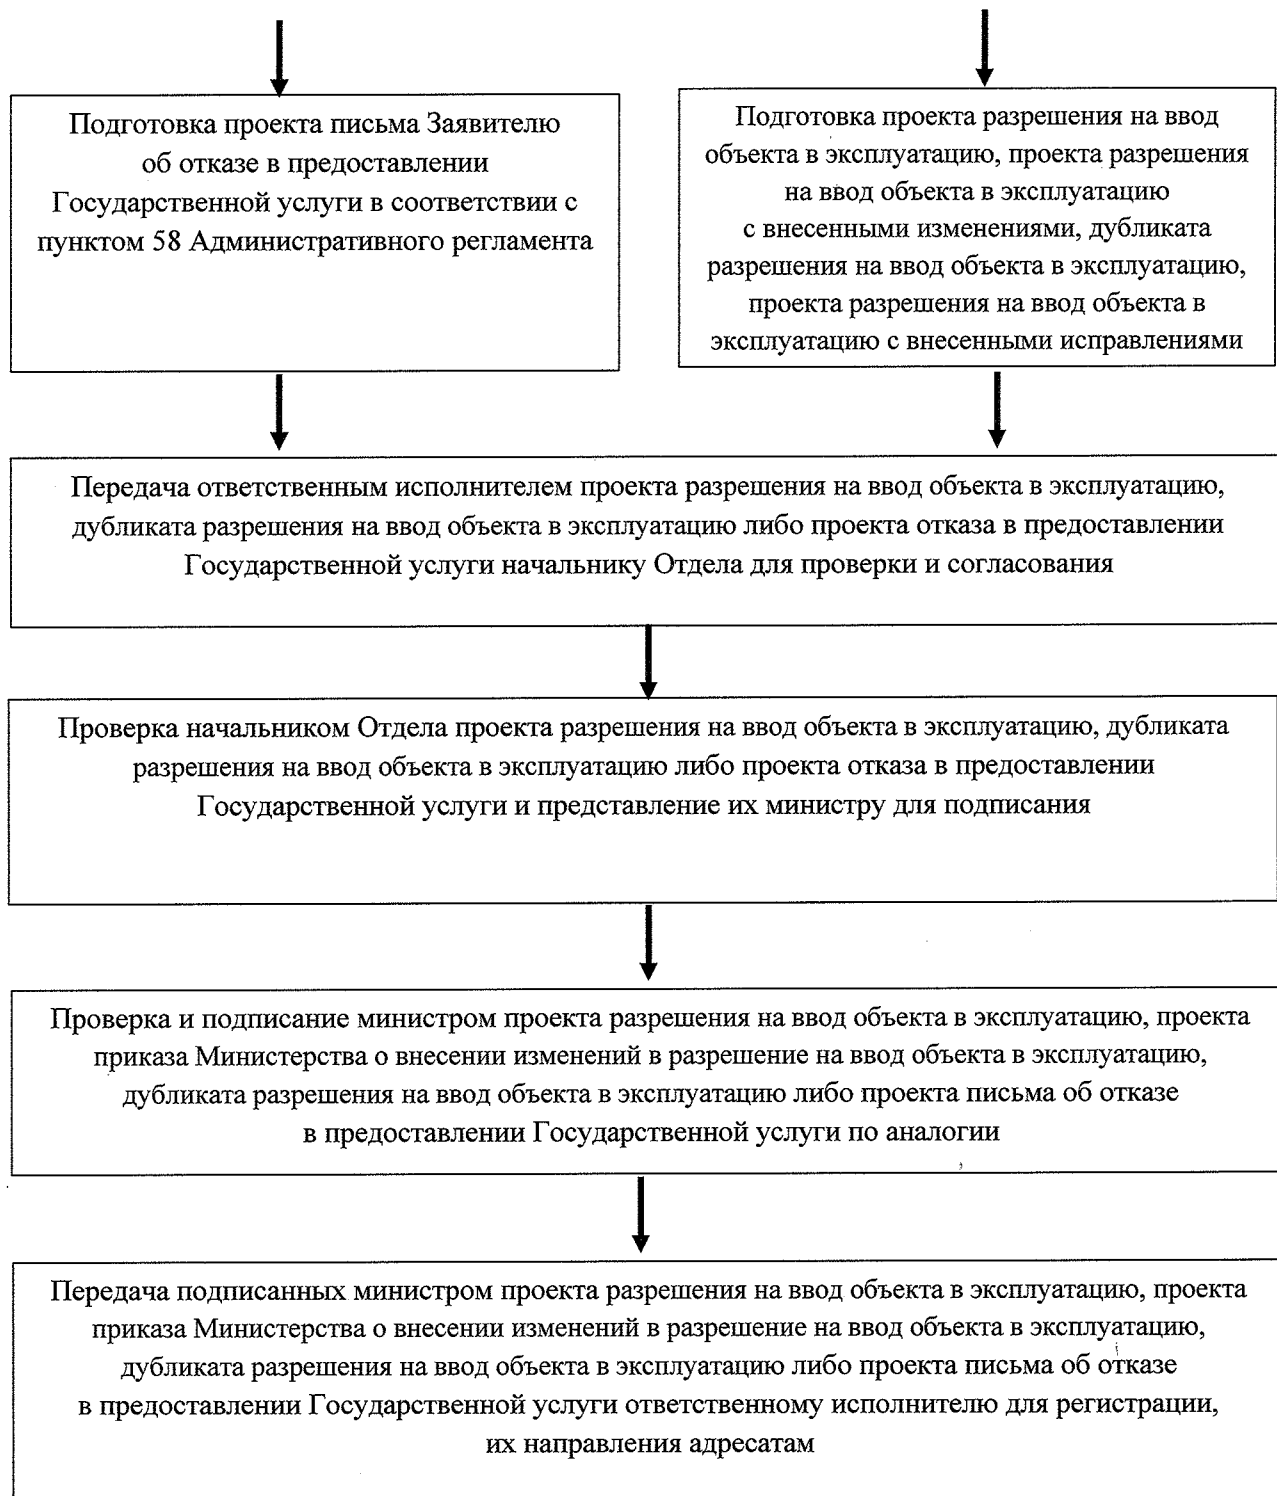 Подготовка проекта письма Заявителю
об отказе в предоставлении
Государственной услуги в соответствии с
пунктом 58 Административного регламента
Подготовка проекта разрешения на ввод
объекта в эксплуатацию, проекта разрешения
на ввод объекта в эксплуатацию
с внесенными изменениями, дубликата
разрешения на ввод объекта в эксплуатацию,
проекта разрешения на ввод объекта в
эксплуатацию с внесенными исправлениями
Передача ответственным исполнителем проекта разрешения на ввод объекта в эксплуатацию,
дубликата разрешения на ввод объекта в эксплуатацию либо проекта отказа в предоставлении
Государственной услуги начальнику Отдела для проверки и согласования
Проверка начальником Отдела проекта разрешения на ввод объекта в эксплуатацию, дубликата
разрешения на ввод объекта в эксплуатацию либо проекта отказа в предоставлении
Государственной услуги и представление их министру для подписания
Проверка и подписание министром проекта разрешения на ввод объекта в эксплуатацию, проекта
приказа Министерства о внесении изменений в разрешение на ввод объекта в эксплуатацию,
дубликата разрешения на ввод объекта в эксплуатацию либо проекта письма об отказе
в предоставлении Государственной услуги по аналогии
Передача подписанных министром проекта разрешения на ввод объекта в эксплуатацию, проекта
приказа Министерства о внесении изменений в разрешение на ввод объекта в эксплуатацию,
дубликата разрешения на ввод объекта в эксплуатацию либо проекта письма об отказе
в предоставлении Государственной услуги ответственному исполнителю для регистрации,
их направления адресатам